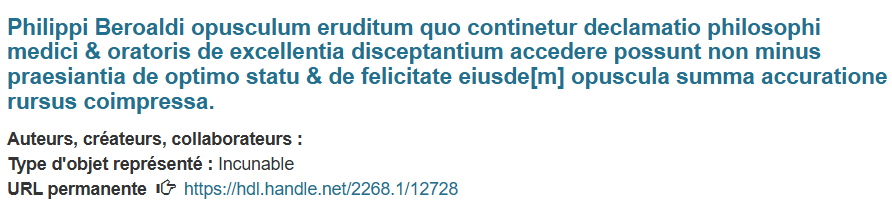 Philippi Beroaldi opusculum eruditum quo continetur declamatio philosophi
medici & oratoris de excellentia disceptantium accedere possunt non minus
praesiantia de optimo statu & de felicitate eiusde[m] opuscula summa accuratione
rursus coimpressa.
Auteurs, créateurs, collaborateurs :
Type d'objet représenté : Incunable
URL permanente https://hdl.handle.net/2268.1/12728